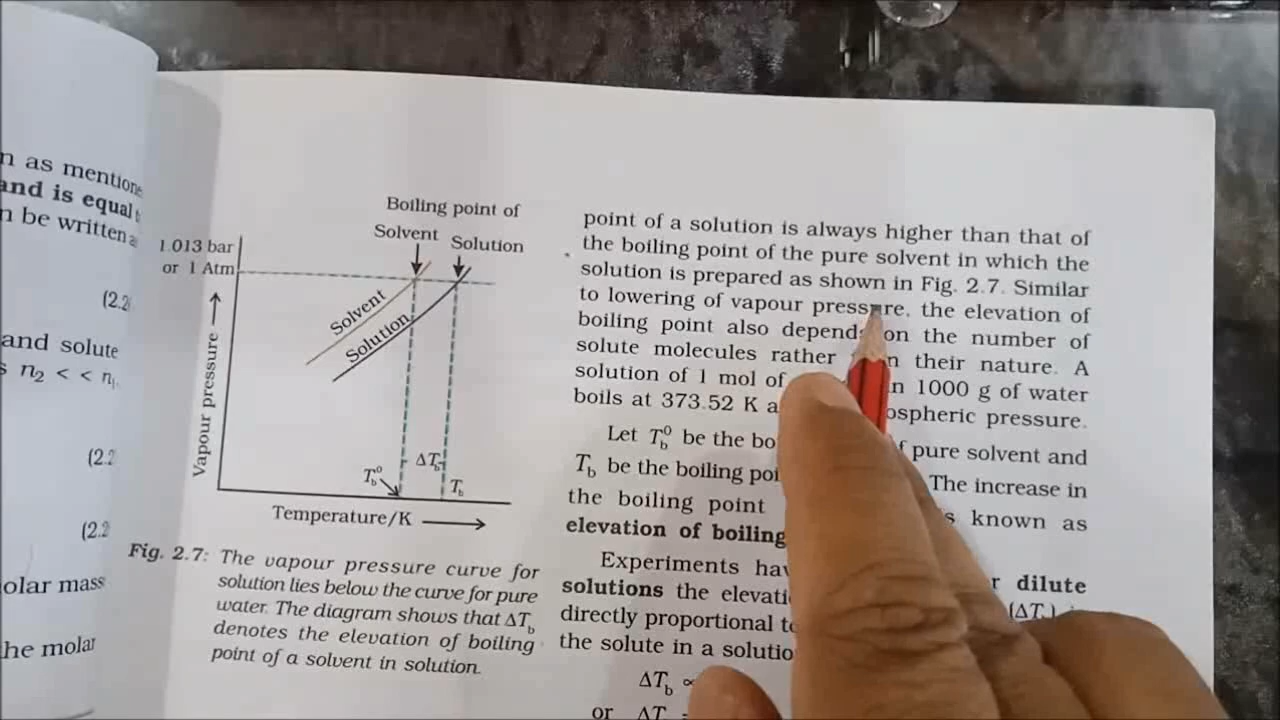 n as mentione
and is equal
n be written
(2.2
and solute
s n₂ < < n₁
(2.2
(2.2
olar mass
he molar
Boiling point of
Solvent Solution
1.013 bar
or 1 Atm
Solvent
Solution
Vapour pressure
ΔT_b
T_b⁰
T_b
Temperature/K
Fig. 2.7: The vapour pressure curve for
solution lies below the curve for pure
water. The diagram shows that ΔT_b
denotes the elevation of boiling
point of a solvent in solution.
point of a solution is always higher than that of
the boiling point of the pure solvent in which the
solution is prepared as shown in Fig. 2.7. Similar
to lowering of vapour pressure, the elevation of
boiling point also depends on the number of
solute molecules rather their nature. A
solution of 1 mol of in 1000 g of water
boils at 373.52 K ospheric pressure.
Let T_b⁰ be the bo f pure solvent and
T_b be the boiling poi The increase in
the boiling point s known as
elevation of boiling
Experiments hav r dilute
solutions the elevati (ΔT
directly proportional to
the solute in a solutio
ΔT_b ∝
or ΔT